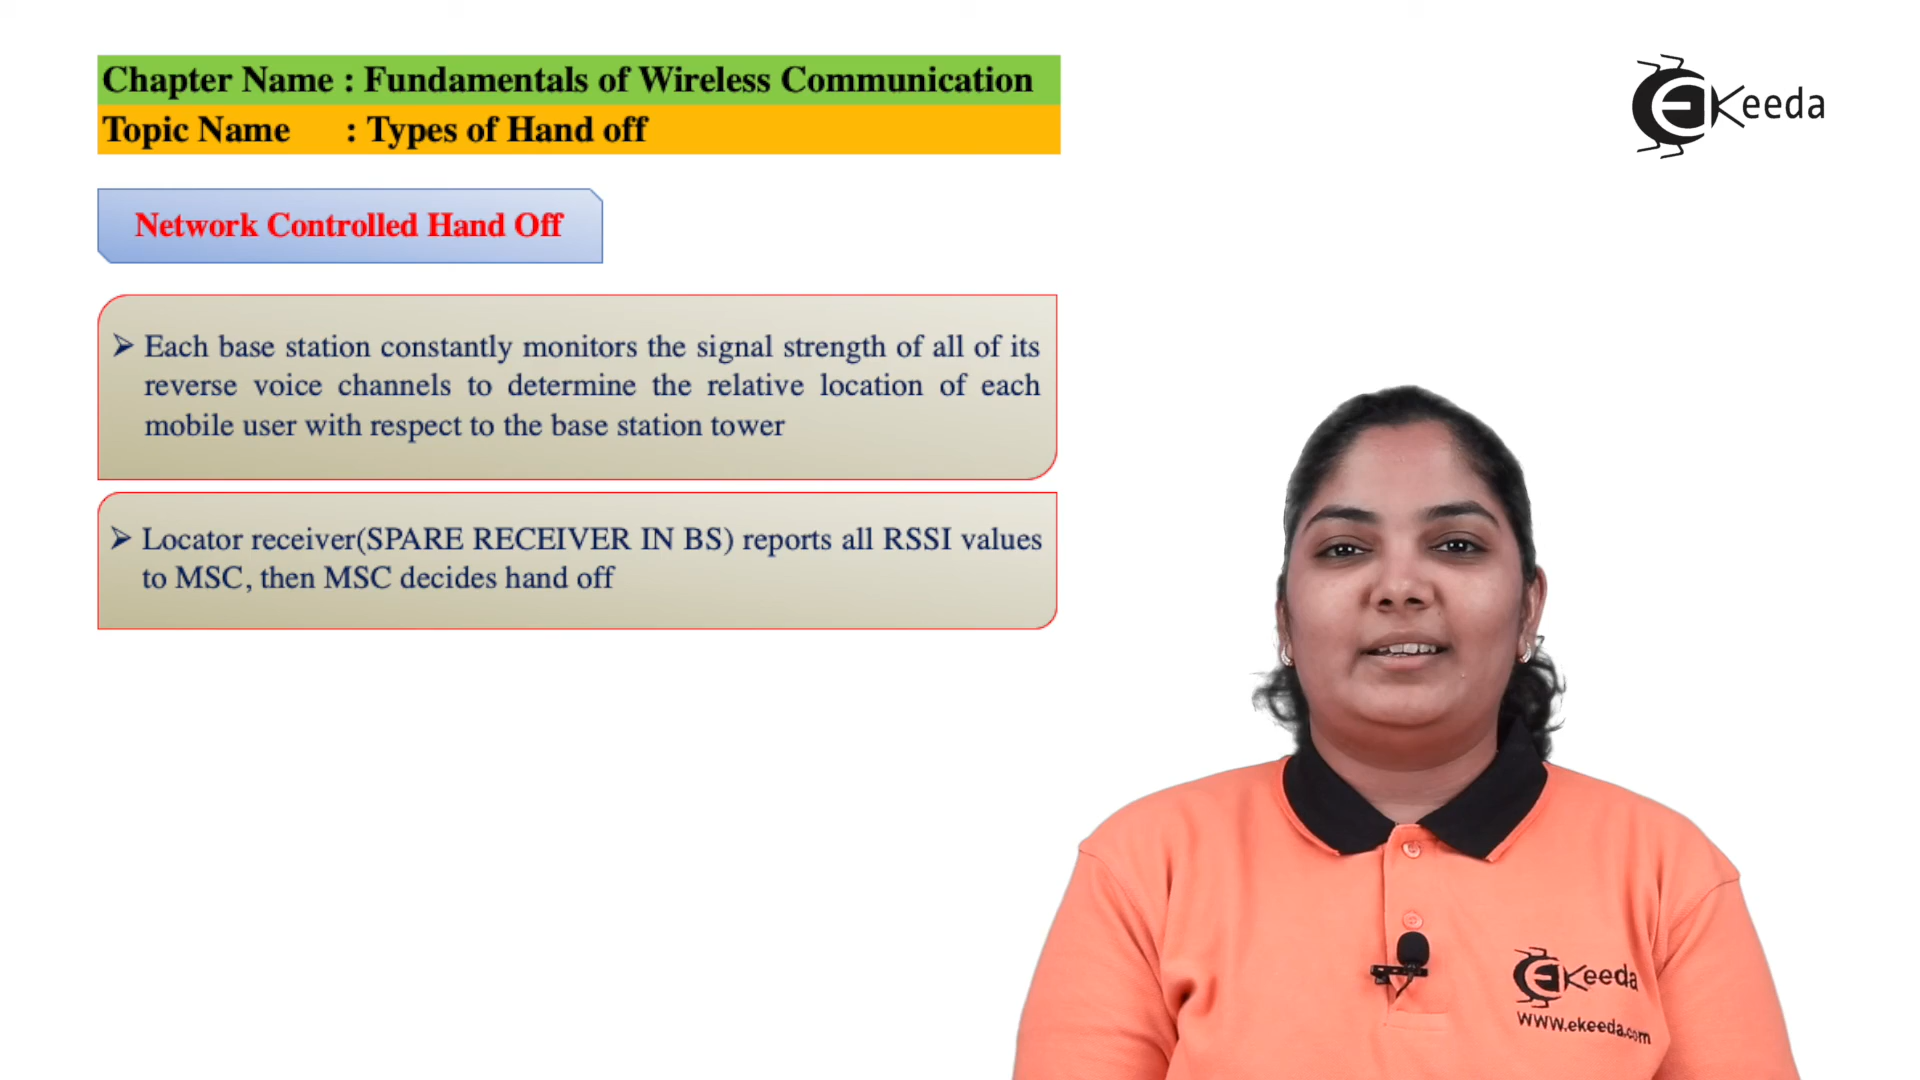 Chapter Name : Fundamentals of Wireless Communication
Topic Name : Types of Hand off
Keeda
Network Controlled Hand Off
➢ Each base station constantly monitors the signal strength of all of its
reverse voice channels to determine the relative location of each
mobile user with respect to the base station tower
➢ Locator receiver(SPARE RECEIVER IN BS) reports all RSSI values
to MSC, then MSC decides hand off
EKeeda
www.ekeeda.com